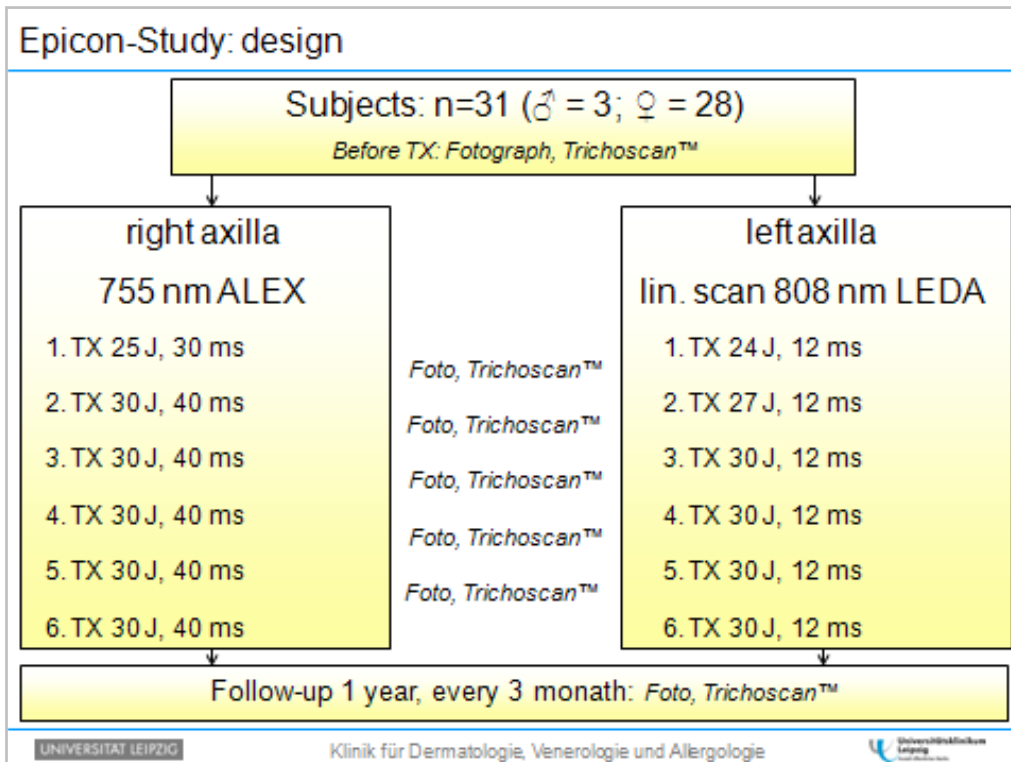 Epicon-Study: design
Subjects: n=31 (♂ = 3; ♀ = 28)
Before TX: Fotograph, Trichoscan™
right axilla
755 nm ALEX
1. TX 25 J, 30 ms
2. TX 30 J, 40 ms
3. TX 30 J, 40 ms
4. TX 30 J, 40 ms
5. TX 30 J, 40 ms
6. TX 30 J, 40 ms
Foto, Trichoscan™
Foto, Trichoscan™
Foto, Trichoscan™
Foto, Trichoscan™
Foto, Trichoscan™
left axilla
lin. scan 808 nm LEDA
1. TX 24 J, 12 ms
2. TX 27 J, 12 ms
3. TX 30 J, 12 ms
4. TX 30 J, 12 ms
5. TX 30 J, 12 ms
6. TX 30 J, 12 ms
Follow-up 1 year, every 3 monath: Foto, Trichoscan™
UNIVERSITÄT LEIPZIG
Klinik für Dermatologie, Venerologie und Allergologie
Universitätsklinikum
Leipzig